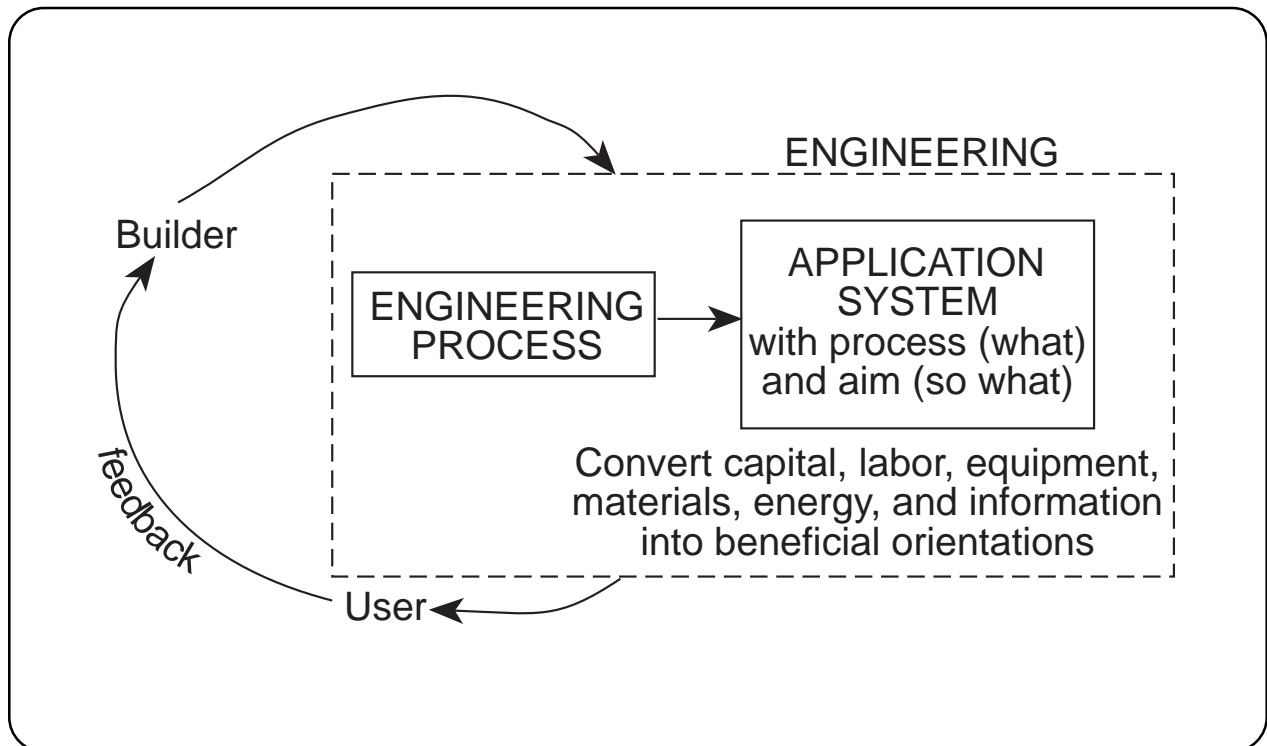 ENGINEERING
Builder
ENGINEERING
PROCESS
APPLICATION
SYSTEM
with process (what)
and aim (so what)
Convert capital, labor, equipment,
materials, energy, and information
into beneficial orientations
feedback
User